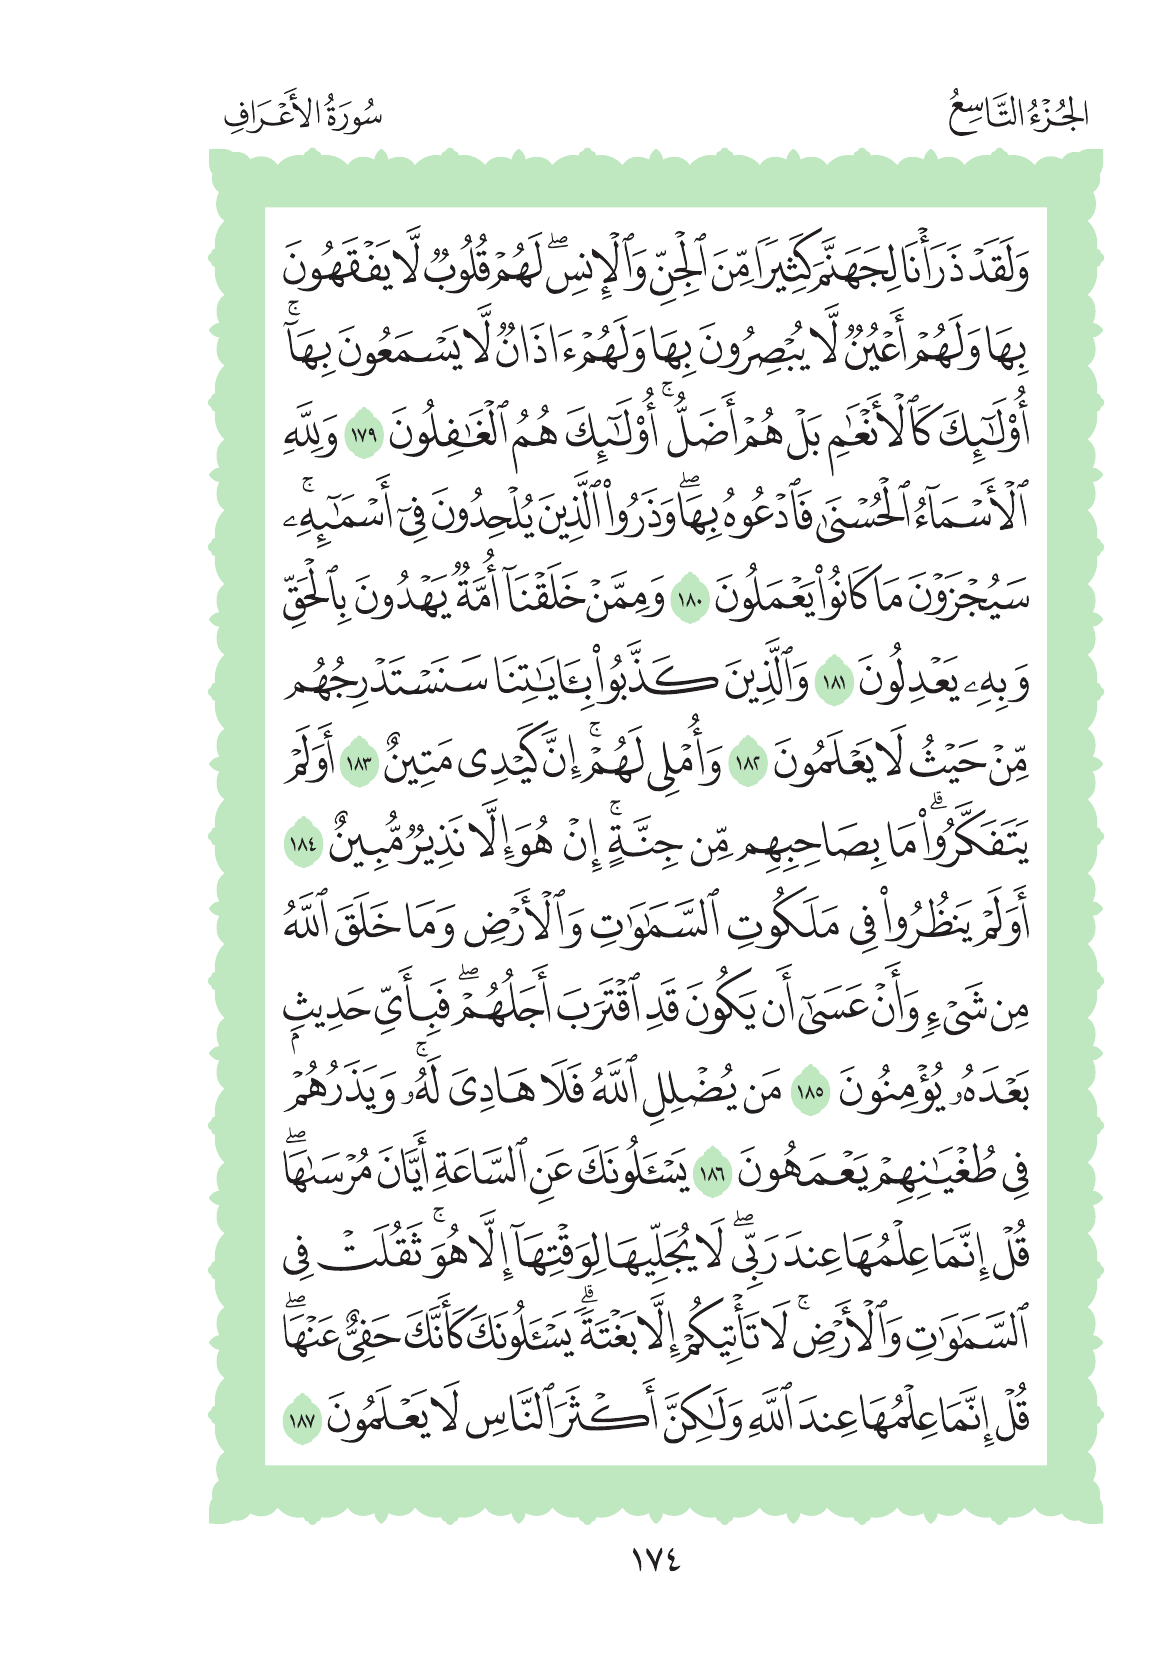 الجُزْءُ التَّاسِعُ
سُورَةُ الأَعْرَافِ
وَلَقَدْ ذَرَأْنَا لِجَهَنَّمَ كَثِيرًا مِّنَ ٱلْجِنِّ وَٱلْإِنسِ ۖ لَهُمْ قُلُوبٌ لَّا يَفْقَهُونَ
بِهَا وَلَهُمْ أَعْيُنٌ لَّا يُبْصِرُونَ بِهَا وَلَهُمْ ءَاذَانٌ لَّا يَسْمَعُونَ بِهَآ ۚ
أُو۟لَـٰٓئِكَ كَٱلْأَنْعَـٰمِ بَلْ هُمْ أَضَلُّ ۚ أُو۟لَـٰٓئِكَ هُمُ ٱلْغَـٰفِلُونَ ١٧٩ وَلِلَّهِ
ٱلْأَسْمَآءُ ٱلْحُسْنَىٰ فَٱدْعُوهُ بِهَا ۖ وَذَرُوا۟ ٱلَّذِينَ يُلْحِدُونَ فِىٓ أَسْمَـٰٓئِهِۦ ۚ
سَيُجْزَوْنَ مَا كَانُوا۟ يَعْمَلُونَ ١٨٠ وَمِمَّنْ خَلَقْنَآ أُمَّةٌ يَهْدُونَ بِٱلْحَقِّ
وَبِهِۦ يَعْدِلُونَ ١٨١ وَٱلَّذِينَ كَذَّبُوا۟ بِـَٔايَـٰتِنَا سَنَسْتَدْرِجُهُم
مِّنْ حَيْثُ لَا يَعْلَمُونَ ١٨٢ وَأُمْلِى لَهُمْ ۚ إِنَّ كَيْدِى مَتِينٌ ١٨٣ أَوَلَمْ
يَتَفَكَّرُوا۟ ۗ مَا بِصَاحِبِهِم مِّن جِنَّةٍ ۚ إِنْ هُوَ إِلَّا نَذِيرٌ مُّبِينٌ ١٨٤
أَوَلَمْ يَنظُرُوا۟ فِى مَلَكُوتِ ٱلسَّمَـٰوَٰتِ وَٱلْأَرْضِ وَمَا خَلَقَ ٱللَّهُ
مِن شَىْءٍ وَأَنْ عَسَىٰٓ أَن يَكُونَ قَدِ ٱقْتَرَبَ أَجَلُهُمْ ۖ فَبِأَىِّ حَدِيثٍۭ
بَعْدَهُۥ يُؤْمِنُونَ ١٨٥ مَن يُضْلِلِ ٱللَّهُ فَلَا هَادِىَ لَهُۥ ۚ وَيَذَرُهُمْ
فِى طُغْيَـٰنِهِمْ يَعْمَهُونَ ١٨٦ يَسْـَٔلُونَكَ عَنِ ٱلسَّاعَةِ أَيَّانَ مُرْسَىٰهَا ۖ
قُلْ إِنَّمَا عِلْمُهَا عِندَ رَبِّى ۖ لَا يُجَلِّيهَا لِوَقْتِهَآ إِلَّا هُوَ ۚ ثَقُلَتْ فِى
ٱلسَّمَـٰوَٰتِ وَٱلْأَرْضِ ۚ لَا تَأْتِيكُمْ إِلَّا بَغْتَةً ۗ يَسْـَٔلُونَكَ كَأَنَّكَ حَفِىٌّ عَنْهَا ۖ
قُلْ إِنَّمَا عِلْمُهَا عِندَ ٱللَّهِ وَلَـٰكِنَّ أَكْثَرَ ٱلنَّاسِ لَا يَعْلَمُونَ ١٨٧
١٧٤